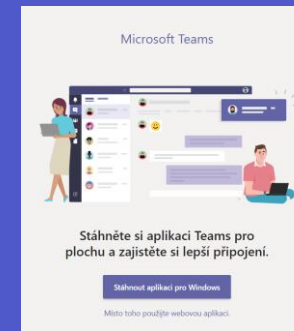 Microsoft Teams
Stáhněte si aplikaci Teams pro
plochu a zajistěte si lepší připojení.
Stáhnout aplikaci pro Windows
Místo toho použijte webovou aplikaci.